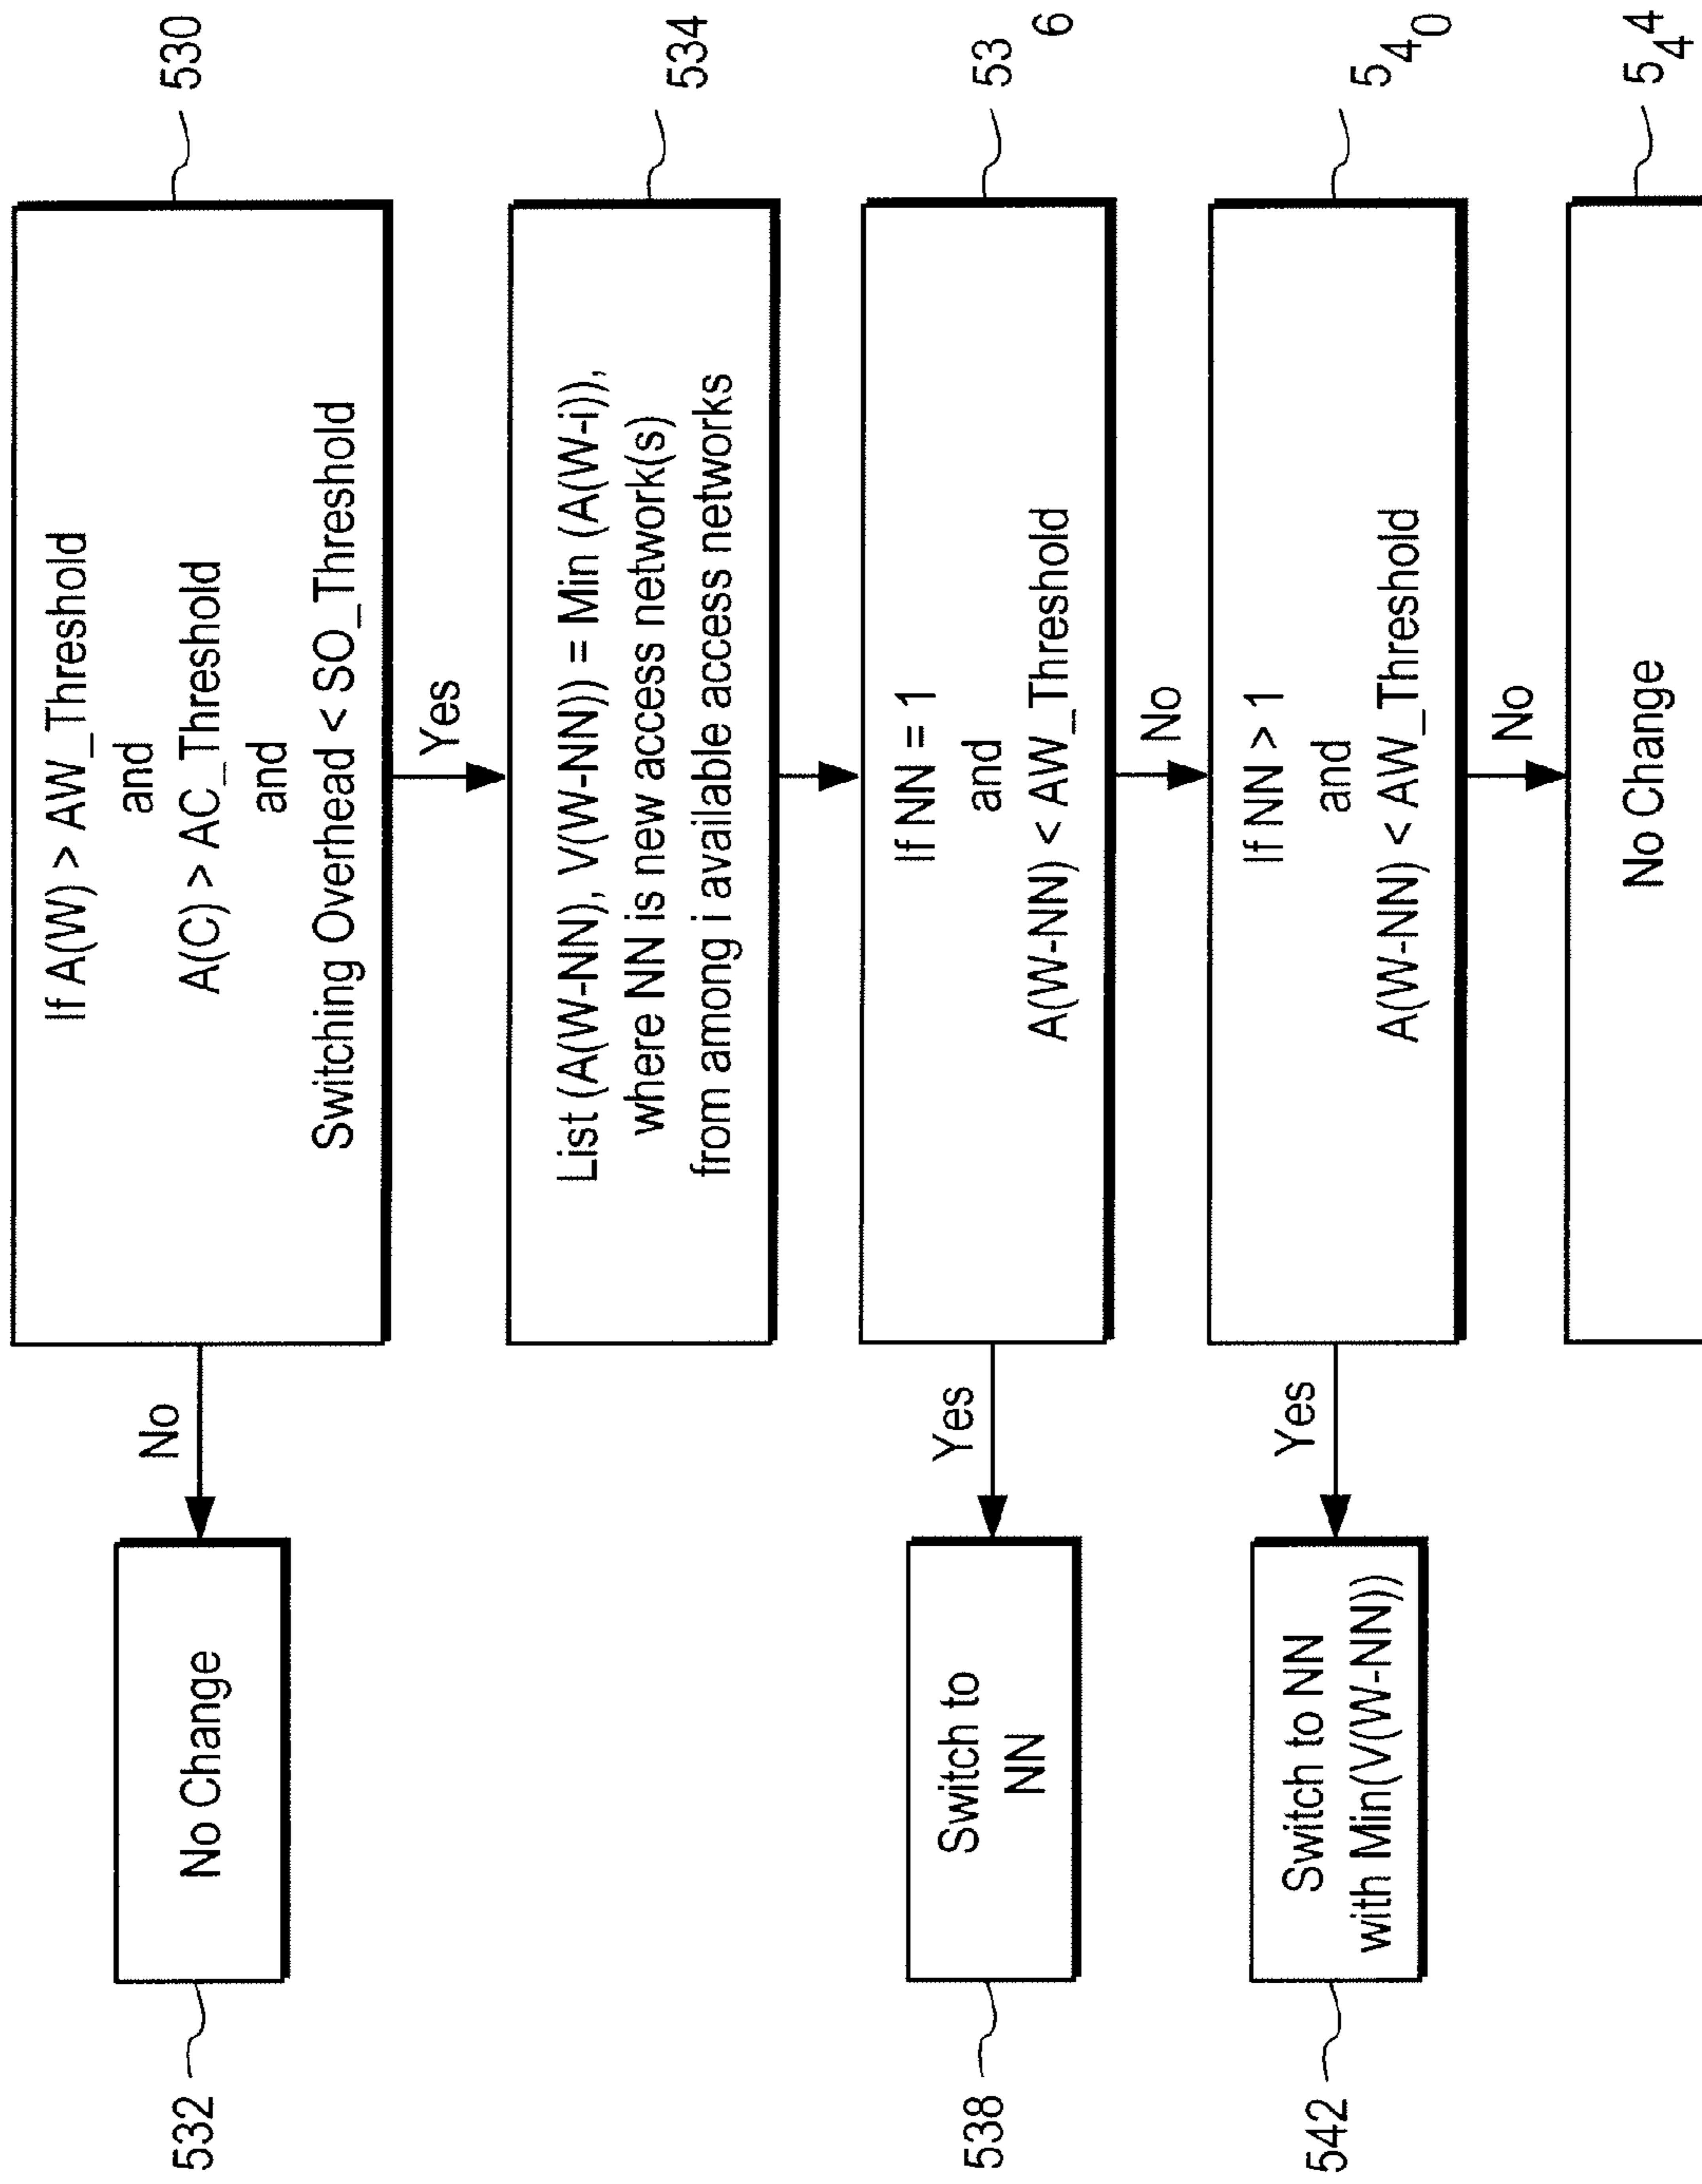 If A(W) > AW_Threshold
and
A(C) > AC_Threshold
and
Switching Overhead < SO_Threshold
530
No
No Change
532
Yes
List (A(W-NN), V(W-NN)) = Min (A(W-i)),
where NN is new access network(s)
from among i available access networks
534
If NN = 1
and
A(W-NN) < AW_Threshold
536
Yes
Switch to
NN
538
No
If NN > 1
and
A(W-NN) < AW_Threshold
540
Yes
Switch to NN
with Min(V(W-NN))
542
No
No Change
544